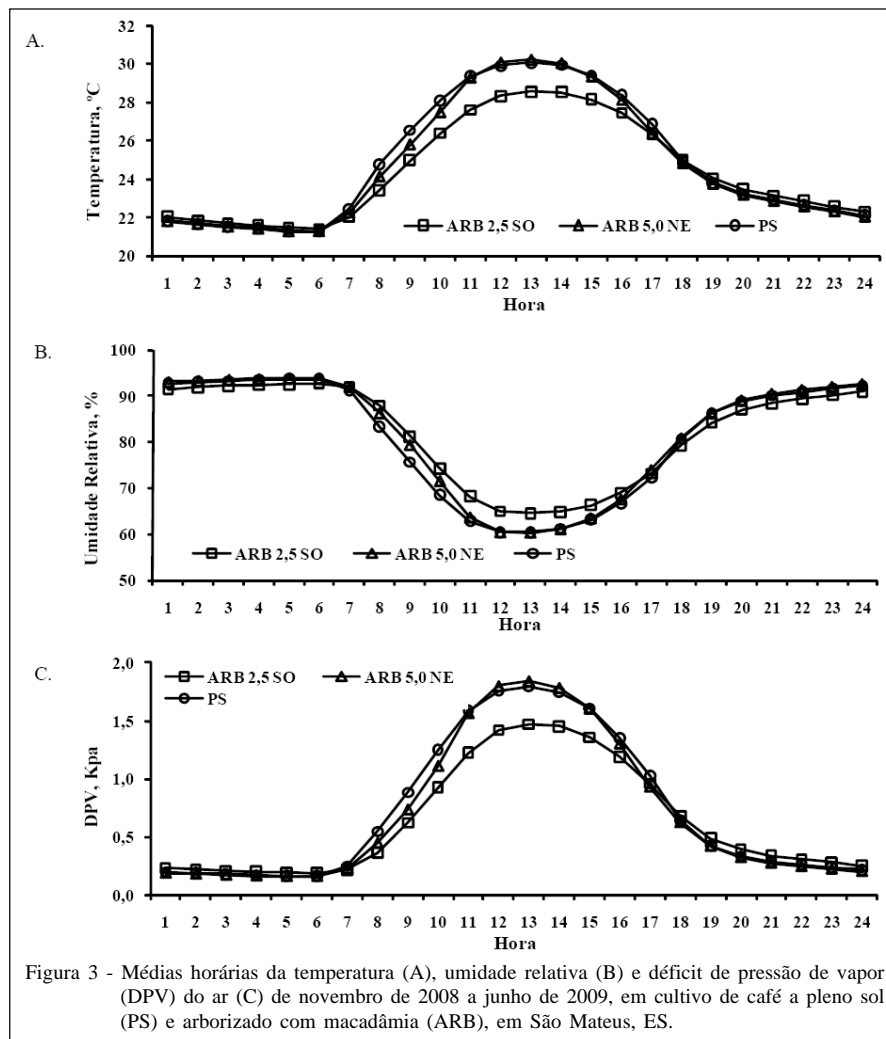 A.
Temperatura, ºC
32
30
28
26
24
22
20
ARB 2,5 SO ARB 5,0 NE PS
1 2 3 4 5 6 7 8 9 10 11 12 13 14 15 16 17 18 19 20 21 22 23 24
Hora
B.
Umidade Relativa, %
100
90
80
70
60
50
ARB 2,5 SO ARB 5,0 NE PS
1 2 3 4 5 6 7 8 9 10 11 12 13 14 15 16 17 18 19 20 21 22 23 24
Hora
C.
DPV, Kpa
2,0
1,5
1,0
0,5
0,0
ARB 2,5 SO ARB 5,0 NE
PS
1 2 3 4 5 6 7 8 9 10 11 12 13 14 15 16 17 18 19 20 21 22 23 24
Hora
Figura 3 - Médias horárias da temperatura (A), umidade relativa (B) e déficit de pressão de vapor
(DPV) do ar (C) de novembro de 2008 a junho de 2009, em cultivo de café a pleno sol
(PS) e arborizado com macadâmia (ARB), em São Mateus, ES.